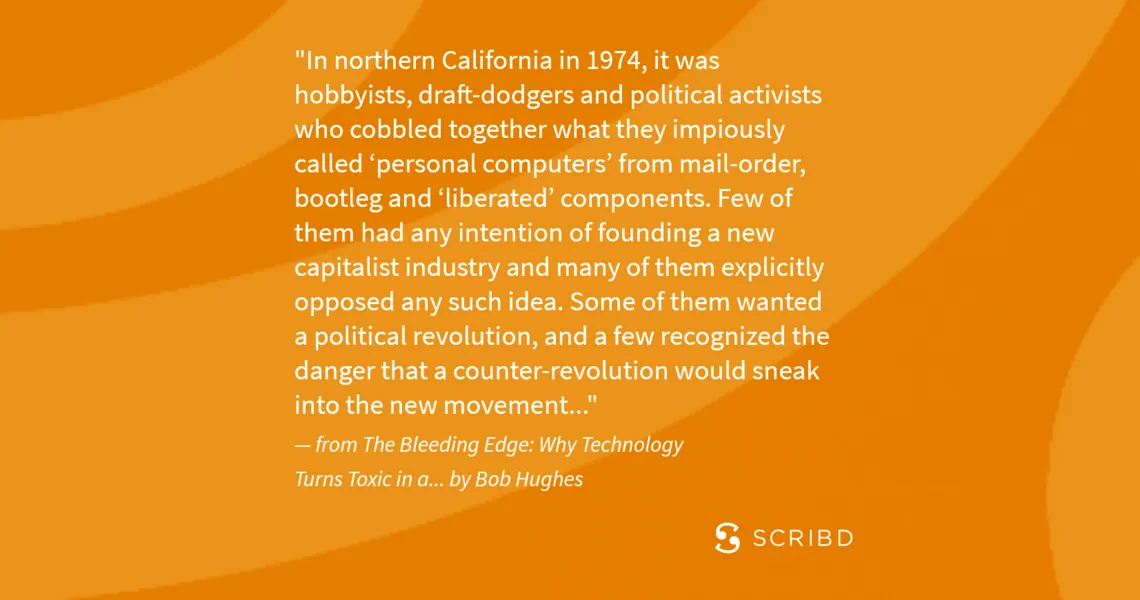 "In northern California in 1974, it was
hobbyists, draft-dodgers and political activists
who cobbled together what they impiously
called ‘personal computers’ from mail-order,
bootleg and ‘liberated’ components. Few of
them had any intention of founding a new
capitalist industry and many of them explicitly
opposed any such idea. Some of them wanted
a political revolution, and a few recognized the
danger that a counter-revolution would sneak
into the new movement..."
— from The Bleeding Edge: Why Technology
Turns Toxic in a... by Bob Hughes
SCRIBD